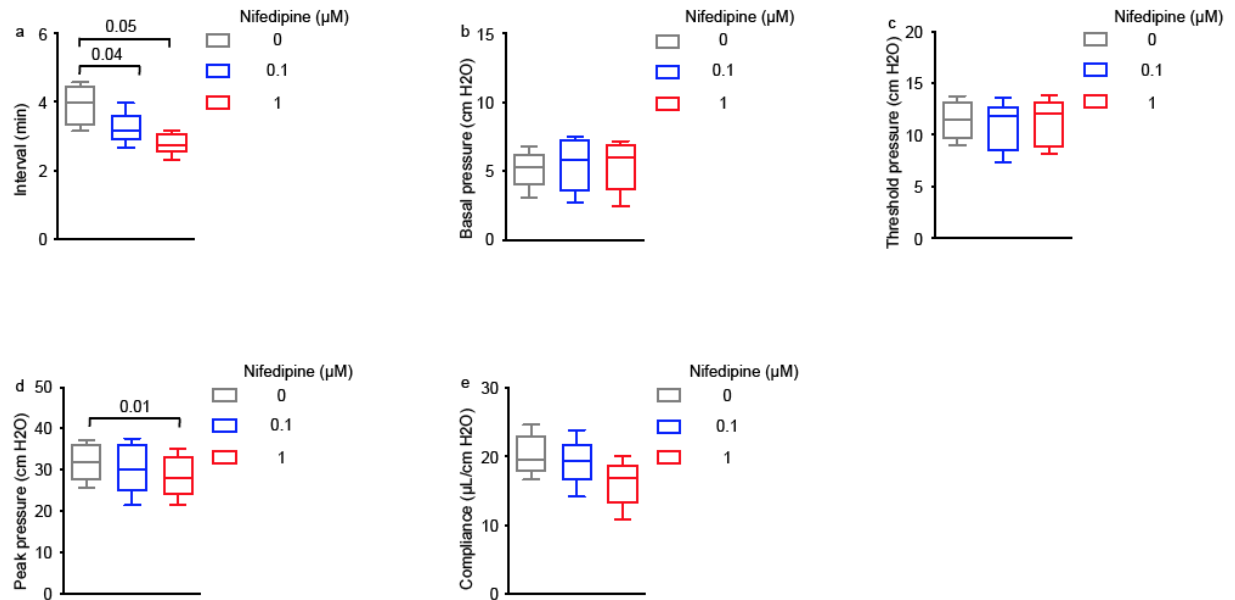 a
Nifedipine (µM)
0
0.1
1
0.05
0.04
6
4
2
0
Interval (min)
b
Nifedipine (µM)
0
0.1
1
15
10
5
0
Basal pressure (cm H2O)
c
Nifedipine (µM)
0
0.1
1
20
15
10
5
0
Threshold pressure (cm H2O)
d
Nifedipine (µM)
0
0.1
1
0.01
50
40
30
20
10
0
Peak pressure (cm H2O)
e
Nifedipine (µM)
0
0.1
1
30
20
10
0
Compliance (µL/cm H2O)